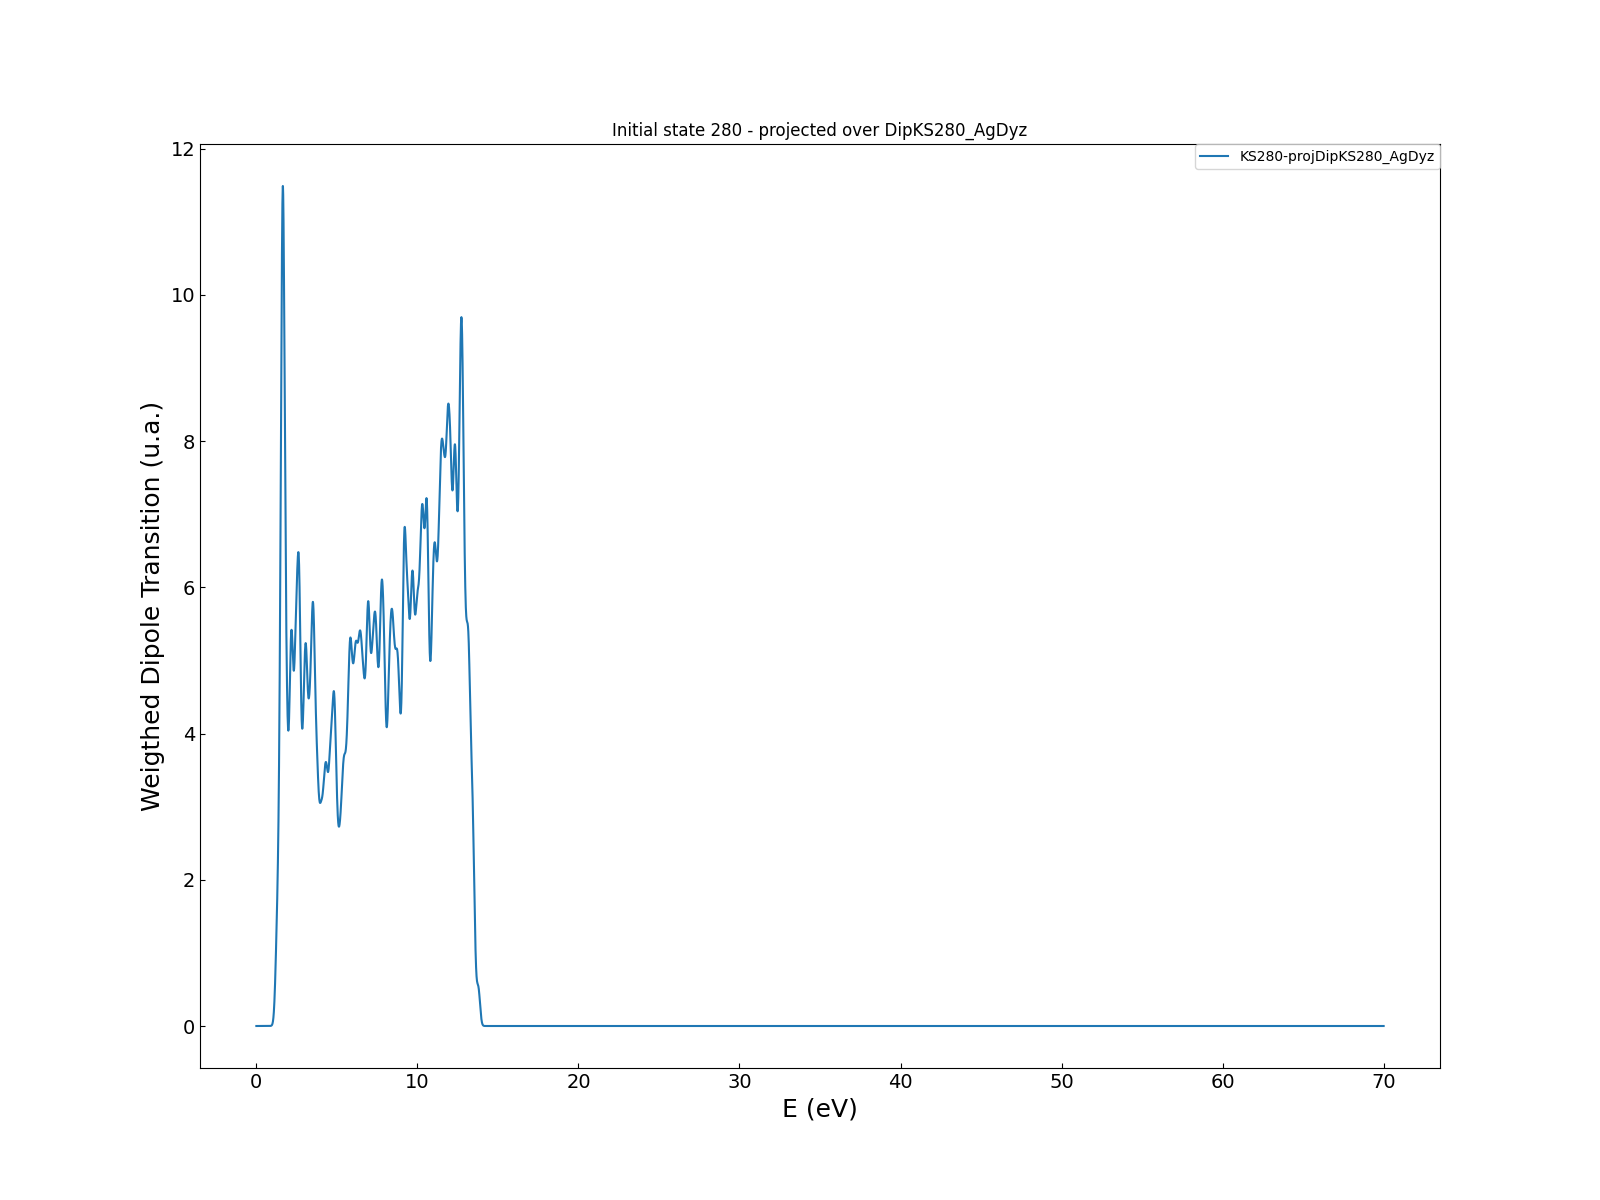 Initial state 280 - projected over DipKS280_AgDyz
KS280-projDipKS280_AgDyz
12
10
8
6
4
2
0
Weigthed Dipole Transition (u.a.)
0 10 20 30 40 50 60 70
E (eV)